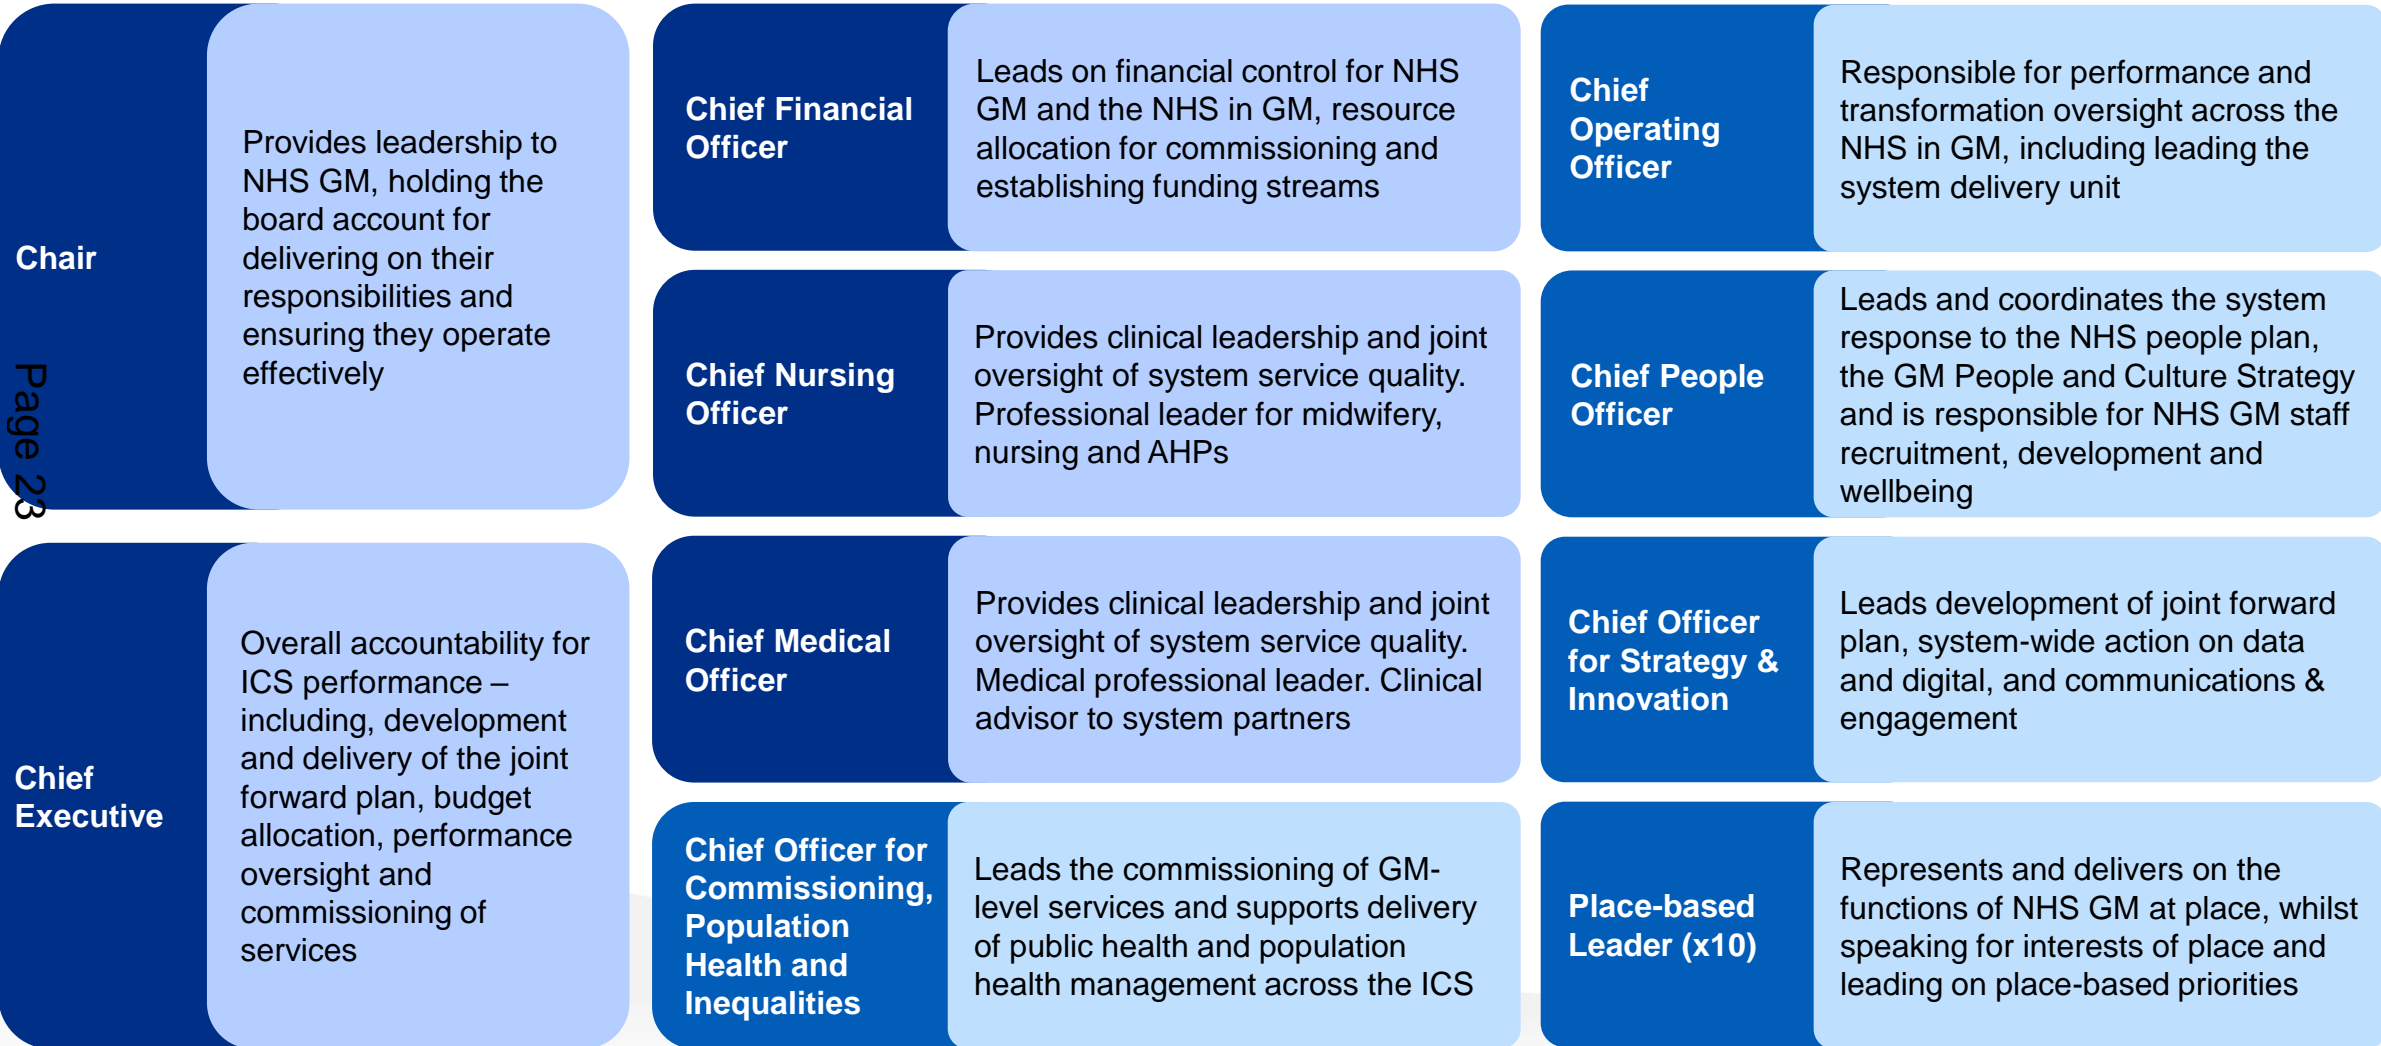 Chair
Provides leadership to
NHS GM, holding the
board account for
delivering on their
responsibilities and
ensuring they operate
effectively
Page 23
Chief
Executive
Overall accountability for
ICS performance –
including, development
and delivery of the joint
forward plan, budget
allocation, performance
oversight and
commissioning of
services
Chief Financial
Officer
Leads on financial control for NHS
GM and the NHS in GM, resource
allocation for commissioning and
establishing funding streams
Chief Nursing
Officer
Provides clinical leadership and joint
oversight of system service quality.
Professional leader for midwifery,
nursing and AHPs
Chief Medical
Officer
Provides clinical leadership and joint
oversight of system service quality.
Medical professional leader. Clinical
advisor to system partners
Chief Officer for
Commissioning,
Population
Health and
Inequalities
Leads the commissioning of GM-
level services and supports delivery
of public health and population
health management across the ICS
Chief
Operating
Officer
Responsible for performance and
transformation oversight across the
NHS in GM, including leading the
system delivery unit
Chief People
Officer
Leads and coordinates the system
response to the NHS people plan,
the GM People and Culture Strategy
and is responsible for NHS GM staff
recruitment, development and
wellbeing
Chief Officer
for Strategy &
Innovation
Leads development of joint forward
plan, system-wide action on data
and digital, and communications &
engagement
Place-based
Leader (x10)
Represents and delivers on the
functions of NHS GM at place, whilst
speaking for interests of place and
leading on place-based priorities